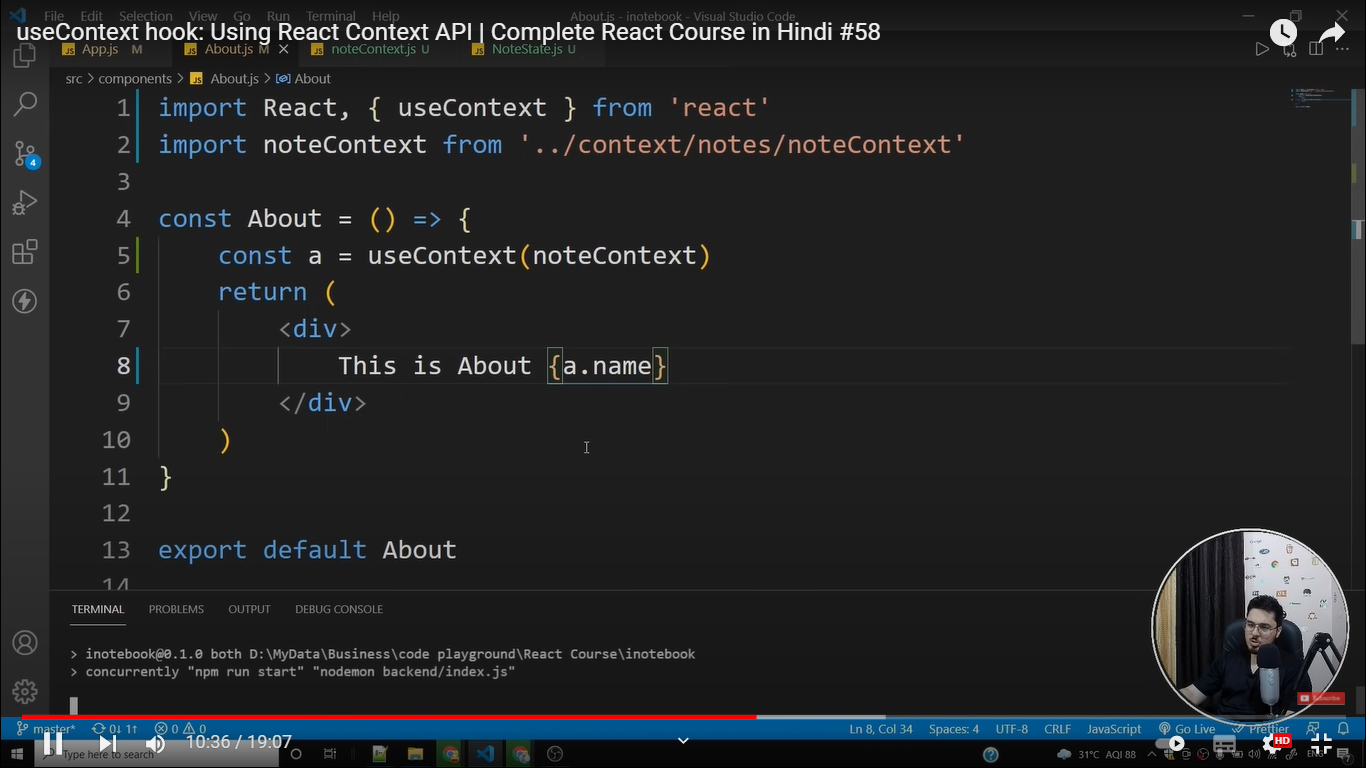 File Edit Selection View Go Run Terminal Help About.js - inotebook - Visual Studio Code
useContext hook: Using React Context API | Complete React Course in Hindi #58
App.js M About.js M noteContext.js U NoteState.js U
src > components > About.js > About
1 import React, { useContext } from 'react'
2 import noteContext from '../context/notes/noteContext'
3
4 const About = () => {
5 const a = useContext(noteContext)
6 return (
7 <div>
8 This is About {a.name}
9 </div>
10 )
11 }
12
13 export default About
14
4
TERMINAL PROBLEMS OUTPUT DEBUG CONSOLE
> inotebook@0.1.0 both D:\MyData\Business\code playground\React Course\inotebook
> concurrently "npm run start" "nodemon backend/index.js"
Subscribe
master* 0↓ 1↑ 0 0 Ln 8, Col 34 Spaces: 4 UTF-8 CRLF JavaScript Go Live Prettier
10:36 / 19:07
HD
Type here to search 31°C AQI 88 ENG